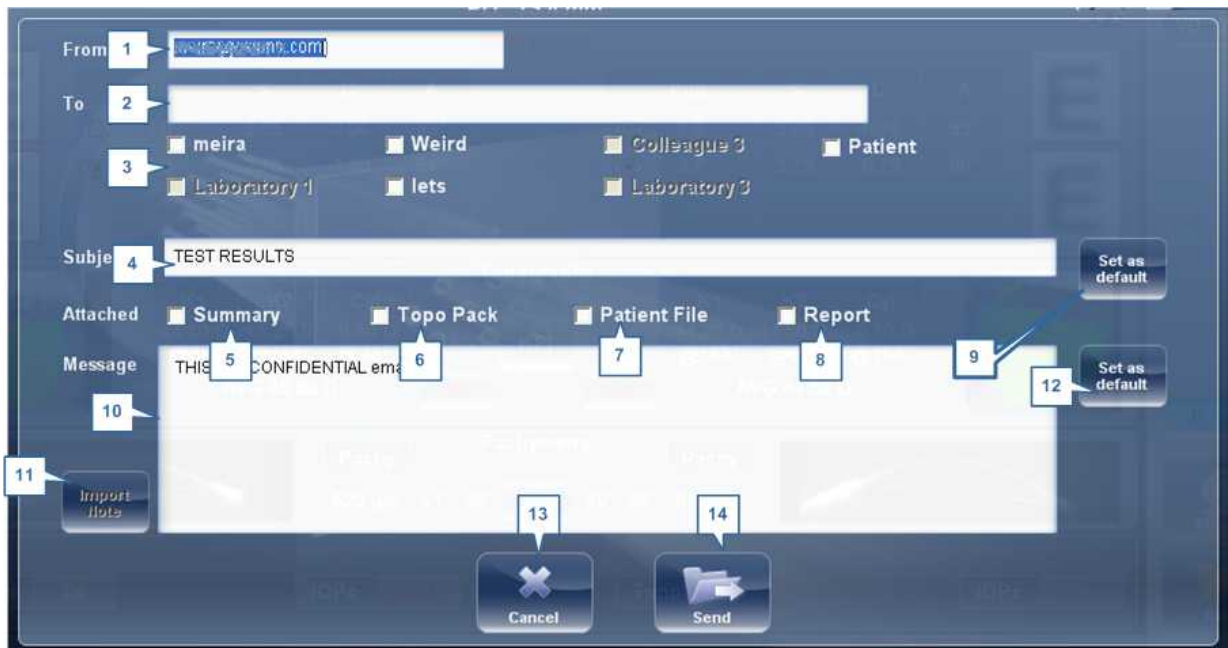 From 1
To 2
3
meira Weird Colleague 3 Patient
Laboratory 1 lets Laboratory 3
4 TEST RESULTS
Set as
default
Attached Summary Topo Pack Patient File Report
5 6 7 8 9
Message CONFIDENTIAL
Set as
default
12
10
11
Import
Note
13 14
Cancel Send